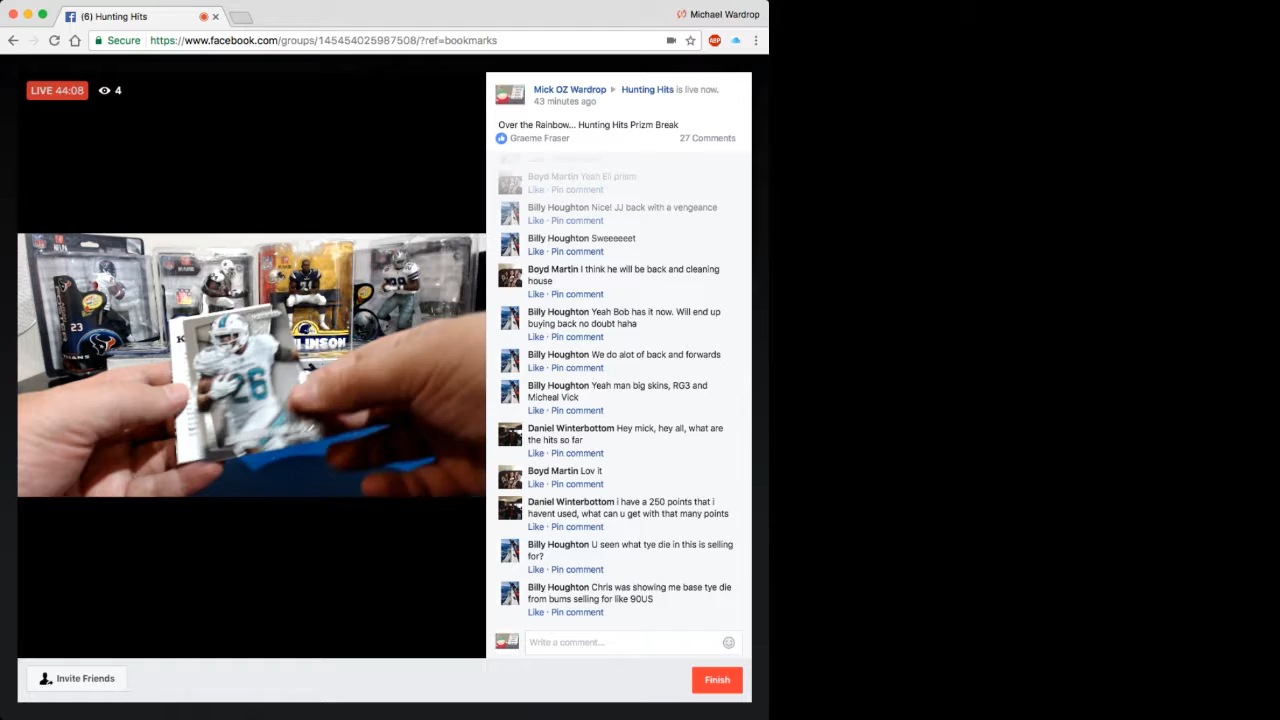 (6) Hunting Hits
Michael Wardrop
Secure https://www.facebook.com/groups/145454025987508/?ref=bookmarks
ABP
LIVE 44:08 4
Mick OZ Wardrop Hunting Hits is live now.
43 minutes ago
Over the Rainbow... Hunting Hits Prizm Break
Graeme Fraser 27 Comments
Boyd Martin Yeah Eli prism
Like · Pin comment
Billy Houghton Nice! JJ back with a vengeance
Like · Pin comment
Billy Houghton Sweeeeeet
Like · Pin comment
Boyd Martin I think he will be back and cleaning
house
Like · Pin comment
Billy Houghton Yeah Bob has it now. Will end up
buying back no doubt haha
Like · Pin comment
Billy Houghton We do alot of back and forwards
Like · Pin comment
Billy Houghton Yeah man big skins, RG3 and
Micheal Vick
Like · Pin comment
Daniel Winterbottom Hey mick, hey all, what are
the hits so far
Like · Pin comment
Boyd Martin Lov it
Like · Pin comment
Daniel Winterbottom i have a 250 points that i
havent used, what can u get with that many points
Like · Pin comment
Billy Houghton U seen what tye die in this is selling
for?
Like · Pin comment
Billy Houghton Chris was showing me base tye die
from bums selling for like 90US
Like · Pin comment
Write a comment...
Invite Friends
Finish
23
26